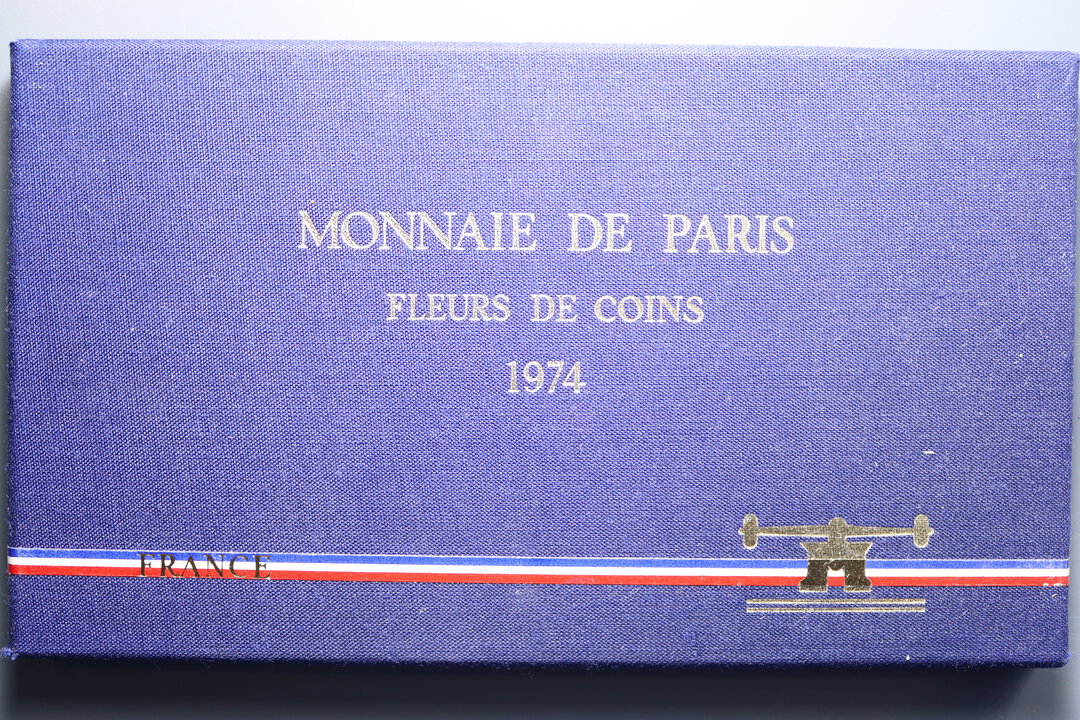 MONNAIE DE PARIS
FLEURS DE COINS
1974
FRANCE